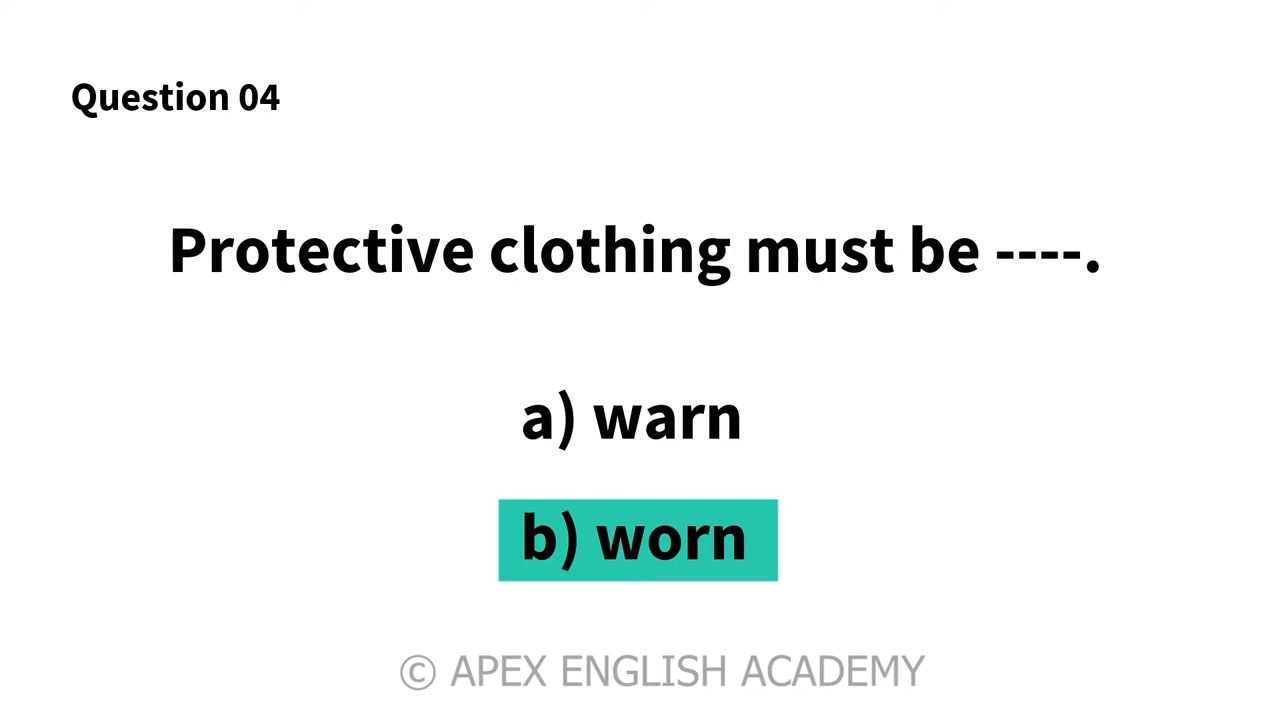 Question 04
Protective clothing must be ----.
a) warn
b) worn
© APEX ENGLISH ACADEMY